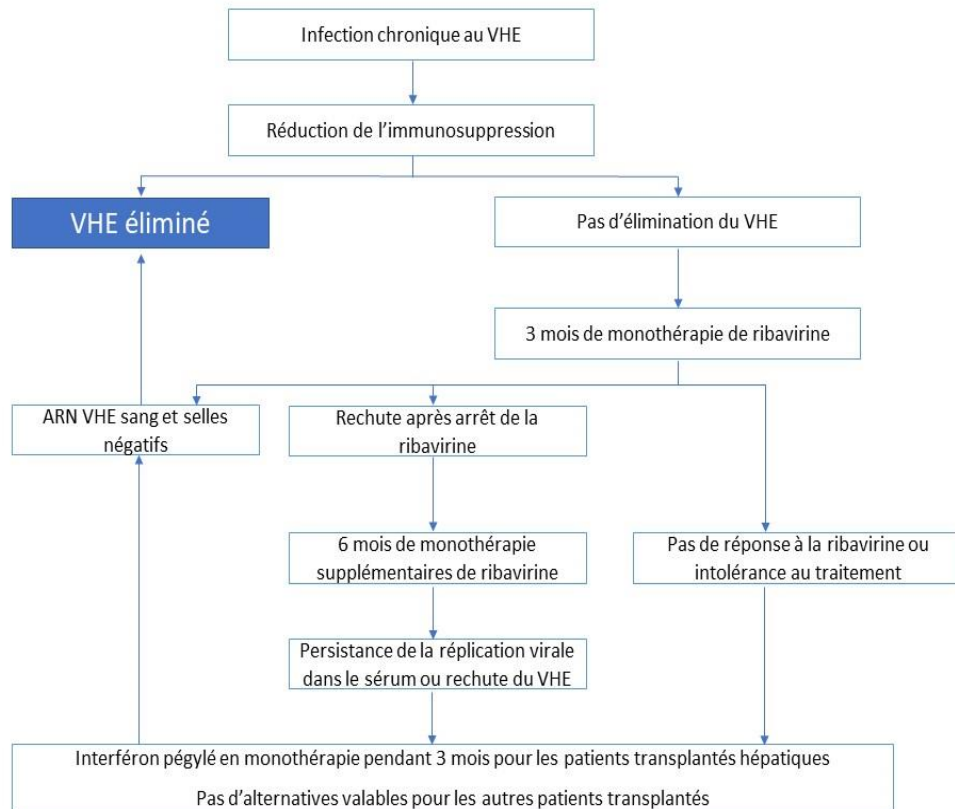 Infection chronique au VHE
Réduction de l'immunosuppression
VHE éliminé
Pas d'élimination du VHE
3 mois de monothérapie de ribavirine
ARN VHE sang et selles
négatifs
Rechute après arrêt de la
ribavirine
6 mois de monothérapie
supplémentaires de ribavirine
Pas de réponse à la ribavirine ou
intolérance au traitement
Persistance de la réplication virale
dans le sérum ou rechute du VHE
Interféron pégylé en monothérapie pendant 3 mois pour les patients transplantés hépatiques
Pas d'alternatives valables pour les autres patients transplantés